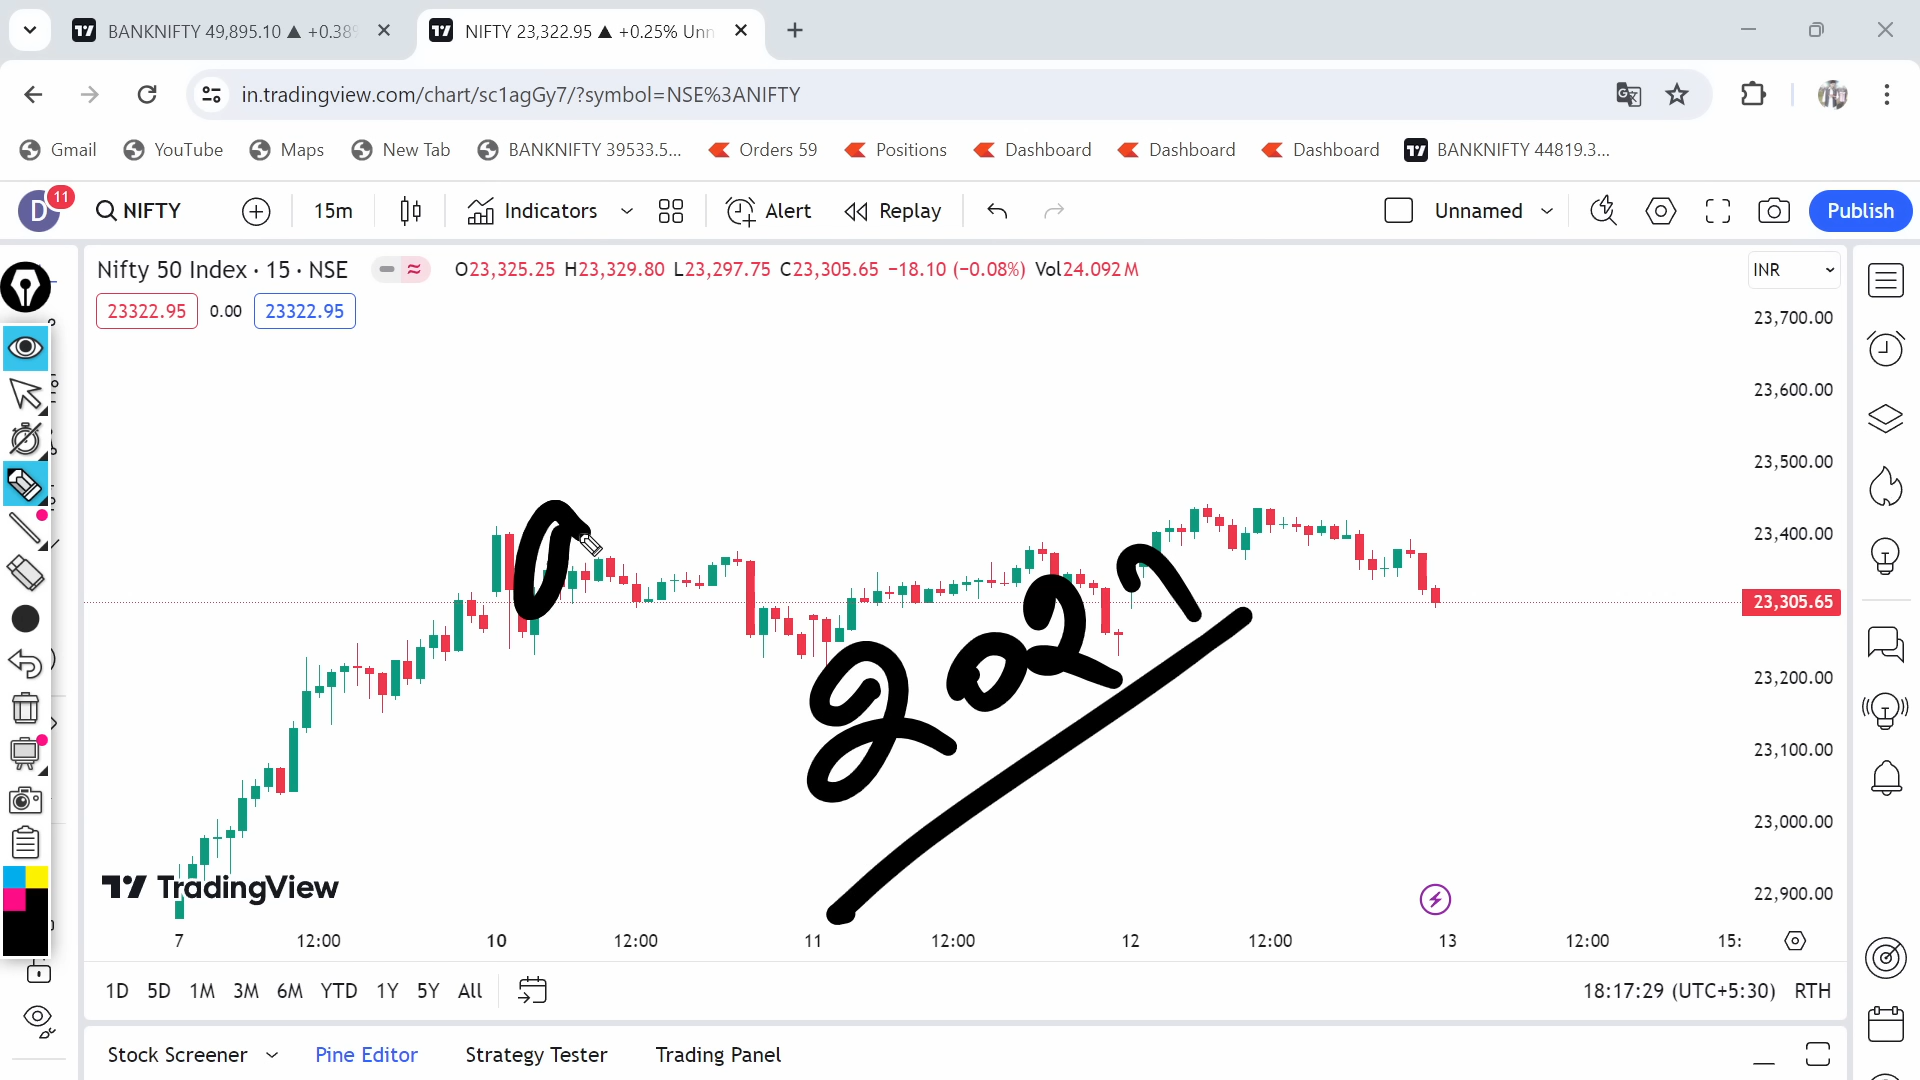 BANKNIFTY 49,895.10 ▲ +0.38%
NIFTY 23,322.95 ▲ +0.25% Unn
in.tradingview.com/chart/sc1agGy7/?symbol=NSE%3ANIFTY
Gmail YouTube Maps New Tab BANKNIFTY 39533.5... Orders 59 Positions Dashboard Dashboard Dashboard BANKNIFTY 44819.3...
D 11 NIFTY 15m Indicators Alert Replay Unnamed Publish
Nifty 50 Index · 15 · NSE O23,325.25 H23,329.80 L23,297.75 C23,305.65 −18.10 (−0.08%) Vol24.092 M INR
23322.95 0.00 23322.95
23,700.00
23,600.00
23,500.00
23,400.00
23,305.65
23,200.00
23,100.00
23,000.00
22,900.00
TradingView
7 12:00 10 12:00 11 12:00 12 12:00 13 12:00 15:
1D 5D 1M 3M 6M YTD 1Y 5Y All 18:17:29 (UTC+5:30) RTH
Stock Screener Pine Editor Strategy Tester Trading Panel